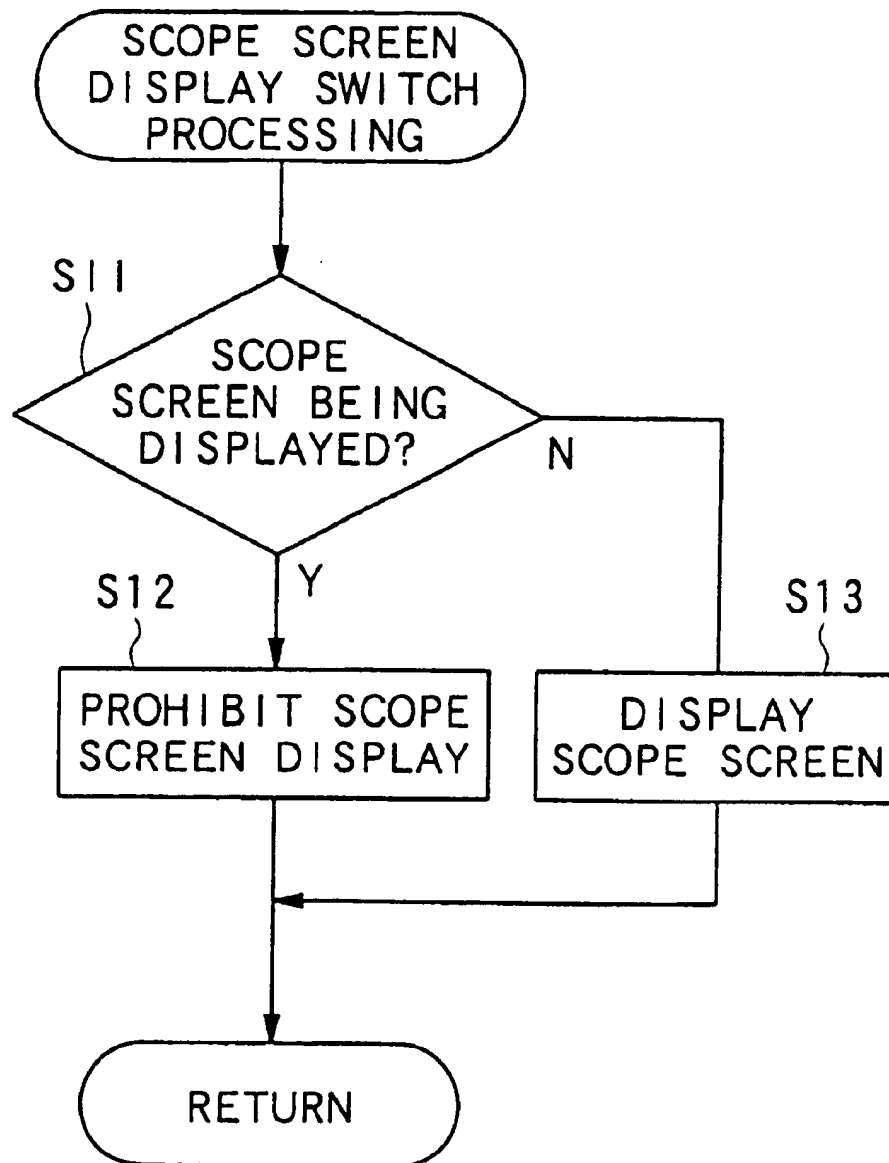 SCOPE SCREEN
DISPLAY SWITCH
PROCESSING
S11
SCOPE
SCREEN BEING
DISPLAYED?
N
Y
S12
S13
PROHIBIT SCOPE
SCREEN DISPLAY
DISPLAY
SCOPE SCREEN
RETURN